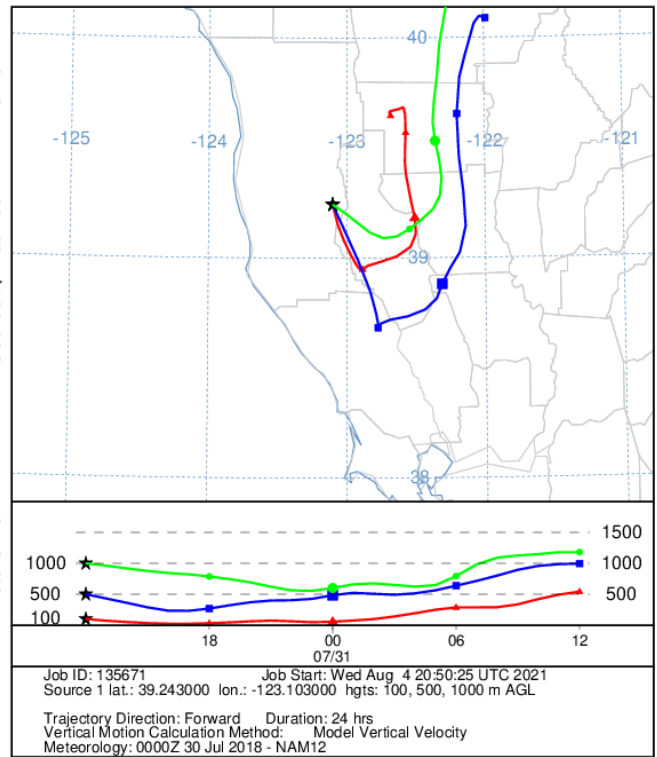 40
-125
-124
-123
-122
-121
39
38
1500
1000 1000
500 500
100
18 00 06 12
07/31
Job ID: 135671 Job Start: Wed Aug 4 20:50:25 UTC 2021
Source 1 lat.: 39.243000 lon.: -123.103000 hgts: 100, 500, 1000 m AGL
Trajectory Direction: Forward Duration: 24 hrs
Vertical Motion Calculation Method: Model Vertical Velocity
Meteorology: 0000Z 30 Jul 2018 - NAM12